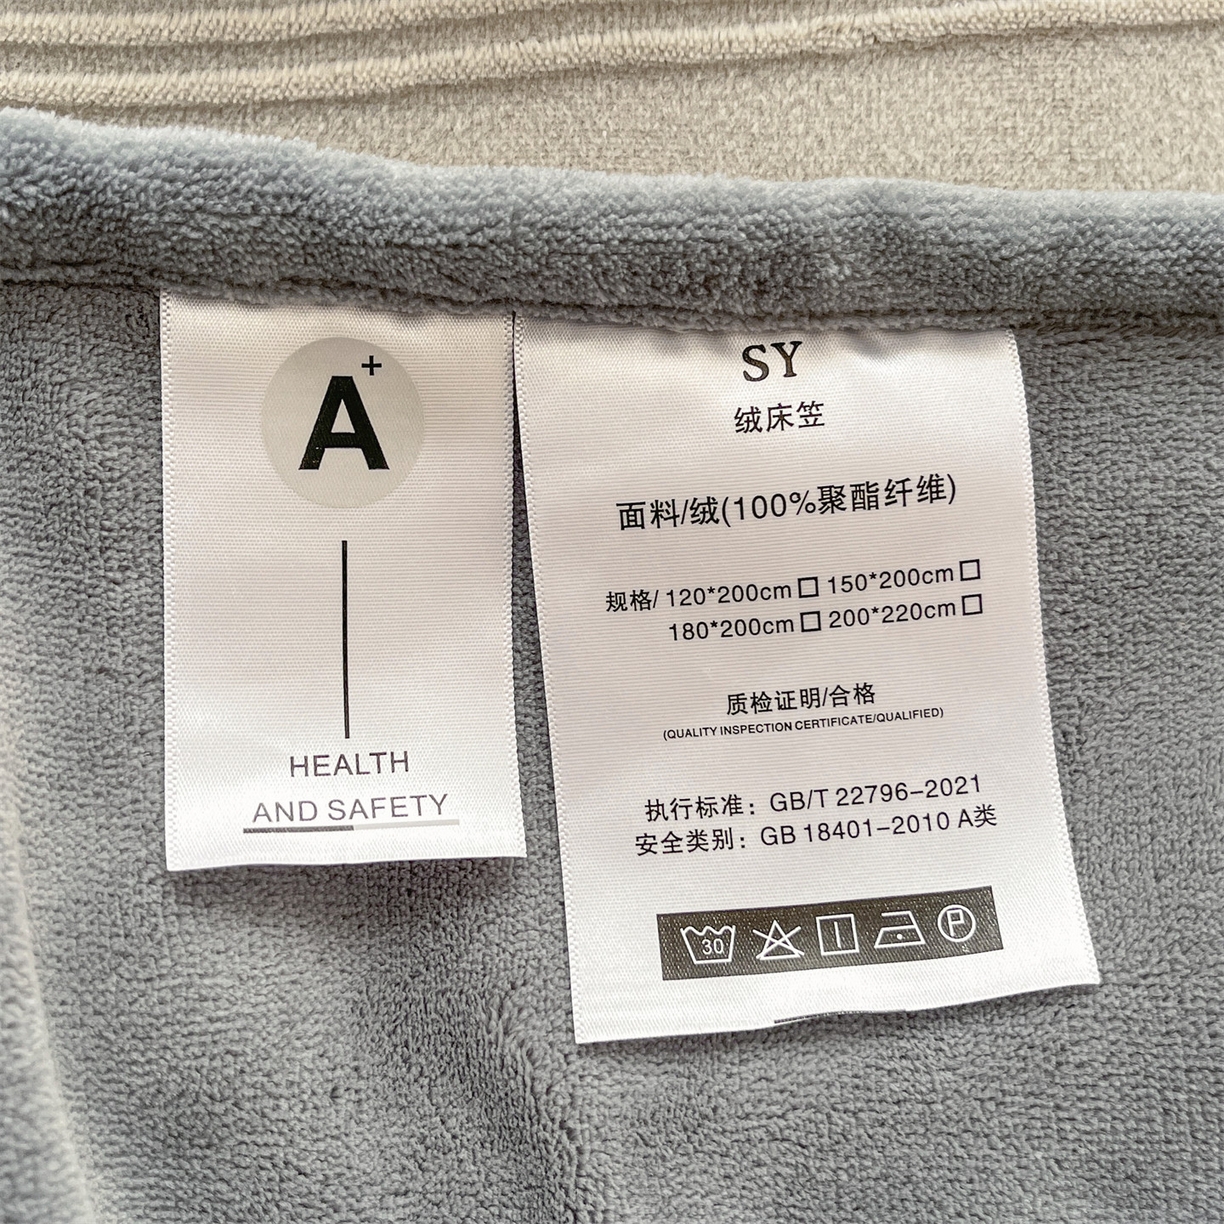 A+
HEALTH
AND SAFETY
SY
绒床笠
面料/绒(100%聚酯纤维)
规格/ 120*200cm□ 150*200cm□
180*200cm□ 200*220cm□
质检证明/合格
(QUALITY INSPECTION CERTIFICATE/QUALIFIED)
执行标准：GB/T 22796-2021
安全类别：GB 18401-2010 A类
30 P